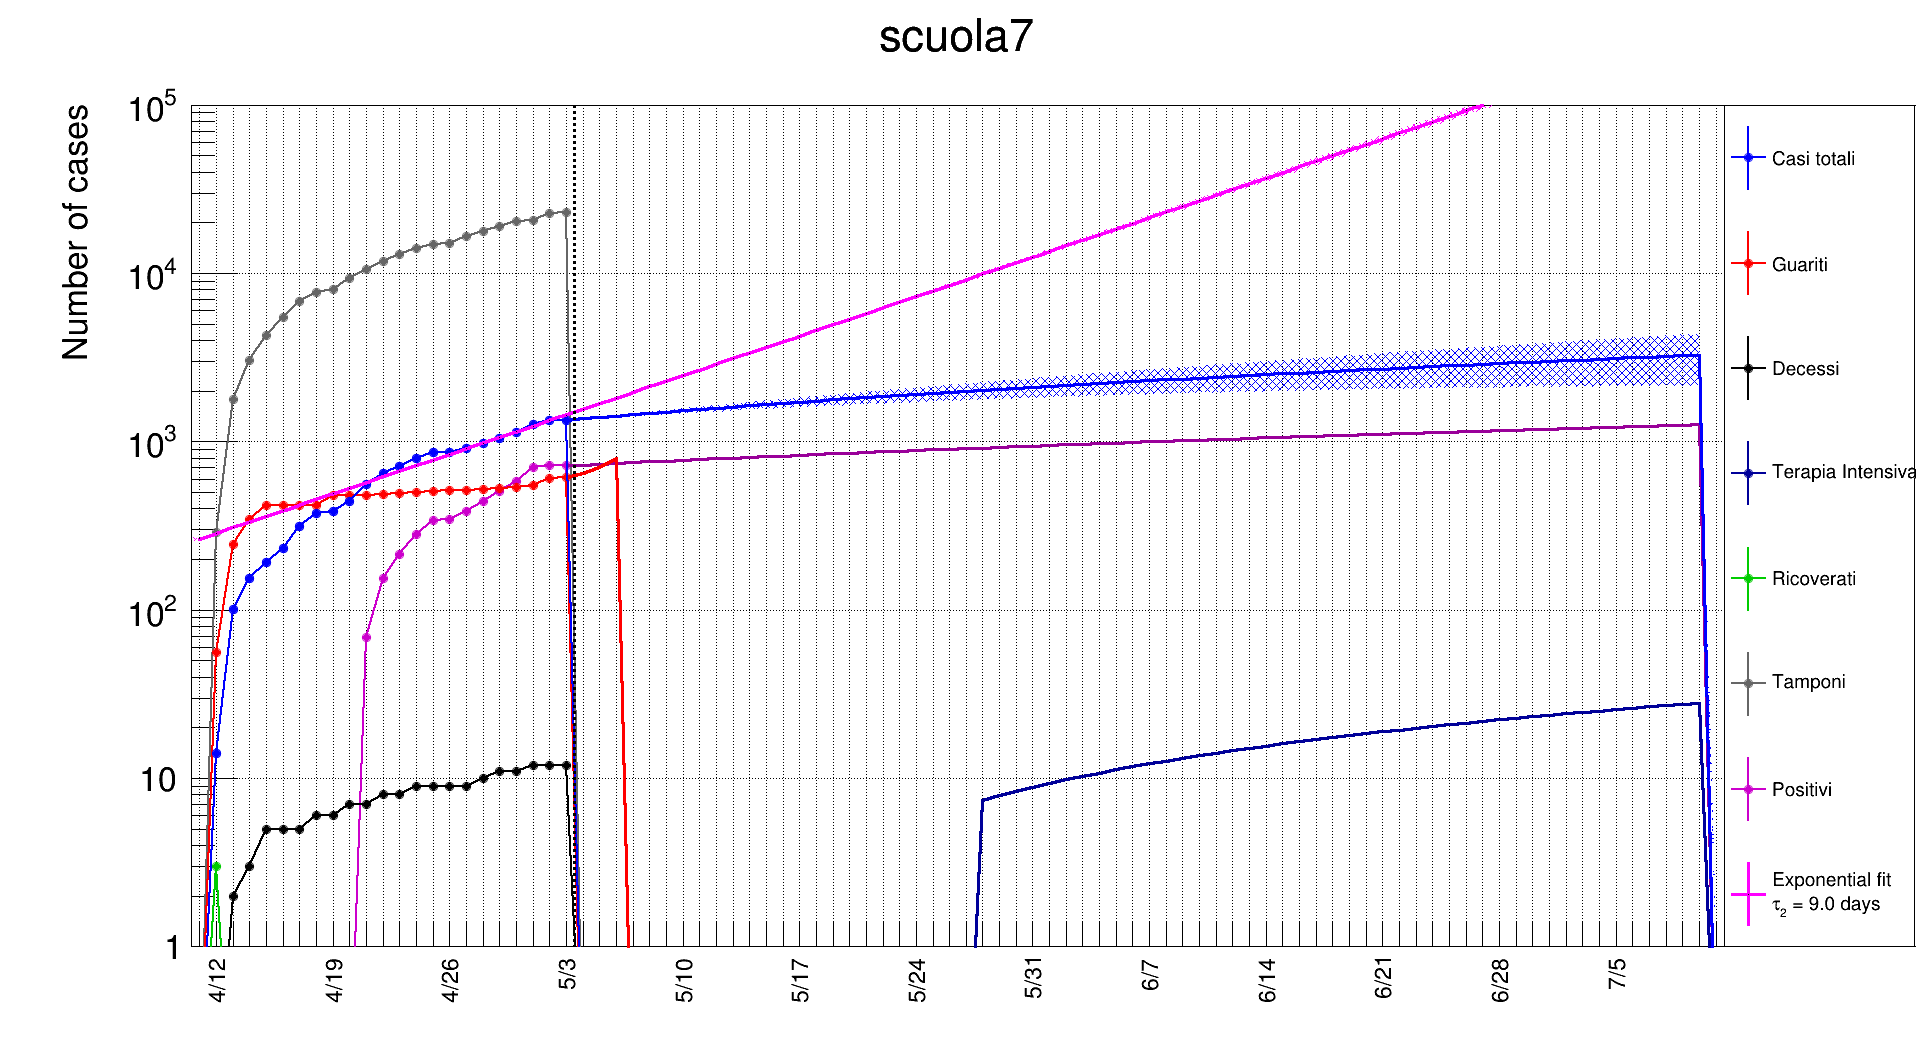 scuola7
Number of cases
10^5
10^4
10^3
10^2
10
1
4/12
4/19
4/26
5/3
5/10
5/17
5/24
5/31
6/7
6/14
6/21
6/28
7/5
Casi totali
Guariti
Decessi
Terapia Intensiva
Ricoverati
Tamponi
Positivi
Exponential fit
τ₂ = 9.0 days